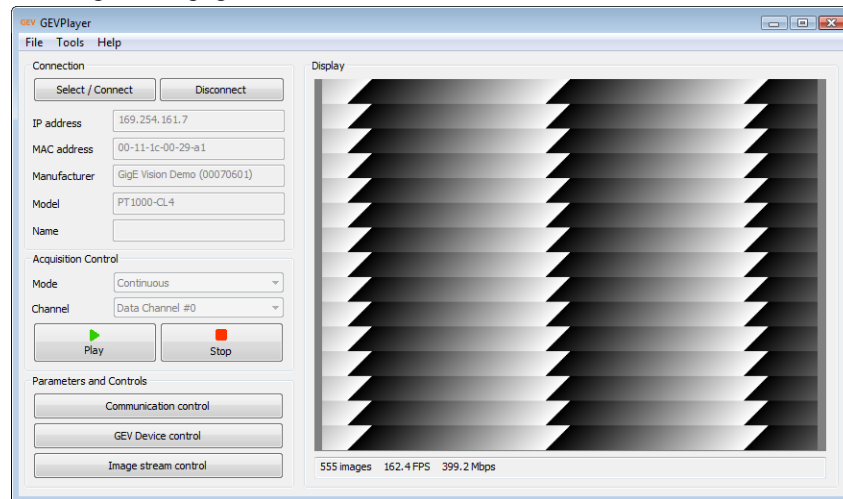 GEV GEVPlayer
File Tools Help
Connection
Select / Connect Disconnect
IP address 169.254.161.7
MAC address 00-11-1c-00-29-a1
Manufacturer GigE Vision Demo (00070601)
Model PT1000-CL4
Name
Acquisition Control
Mode Continuous
Channel Data Channel #0
Play Stop
Parameters and Controls
Communication control
GEV Device control
Image stream control
Display
555 images 162.4 FPS 399.2 Mbps